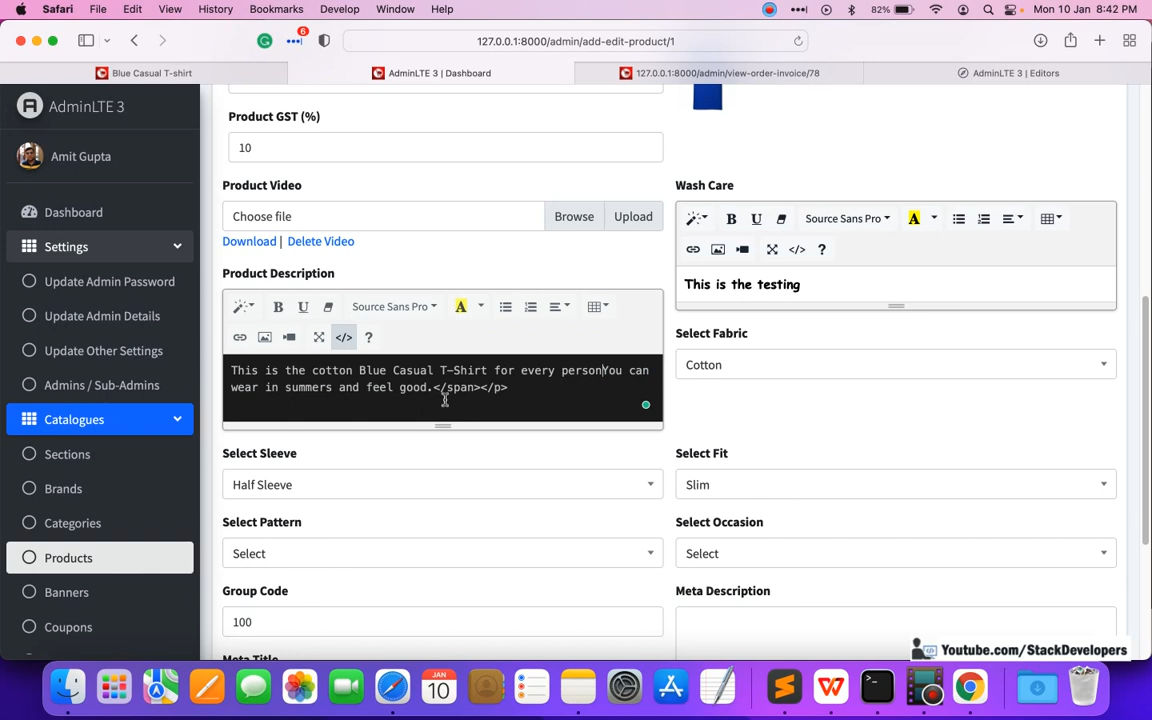 Safari File Edit View History Bookmarks Develop Window Help 6 82% Mon 10 Jan 8:42 PM
127.0.0.1:8000/admin/add-edit-product/1
Blue Casual T-shirt
AdminLTE 3 | Dashboard
127.0.0.1:8000/admin/view-order-invoice/78
AdminLTE 3 | Editors
AdminLTE 3
Amit Gupta
Dashboard
Settings
Update Admin Password
Update Admin Details
Update Other Settings
Admins / Sub-Admins
Catalogues
Sections
Brands
Categories
Products
Banners
Coupons
Product GST (%)
10
Product Video
Choose file Browse Upload
Download | Delete Video
Product Description
B U Source Sans Pro A
</> ?
This is the cotton Blue Casual T-Shirt for every personYou can
wear in summers and feel good.</span></p>
Wash Care
B U Source Sans Pro A
</> ?
This is the testing
Select Fabric
Cotton
Select Sleeve
Half Sleeve
Select Fit
Slim
Select Pattern
Select
Select Occasion
Select
Group Code
100
Meta Description
Meta Title
Youtube.com/StackDevelopers
JAN
10